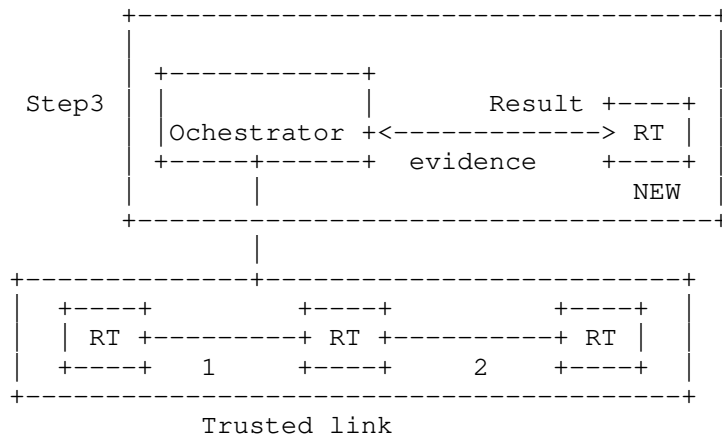 Step3 Result
Ochestrator RT
evidence
NEW
RT RT RT
1 2
Trusted link